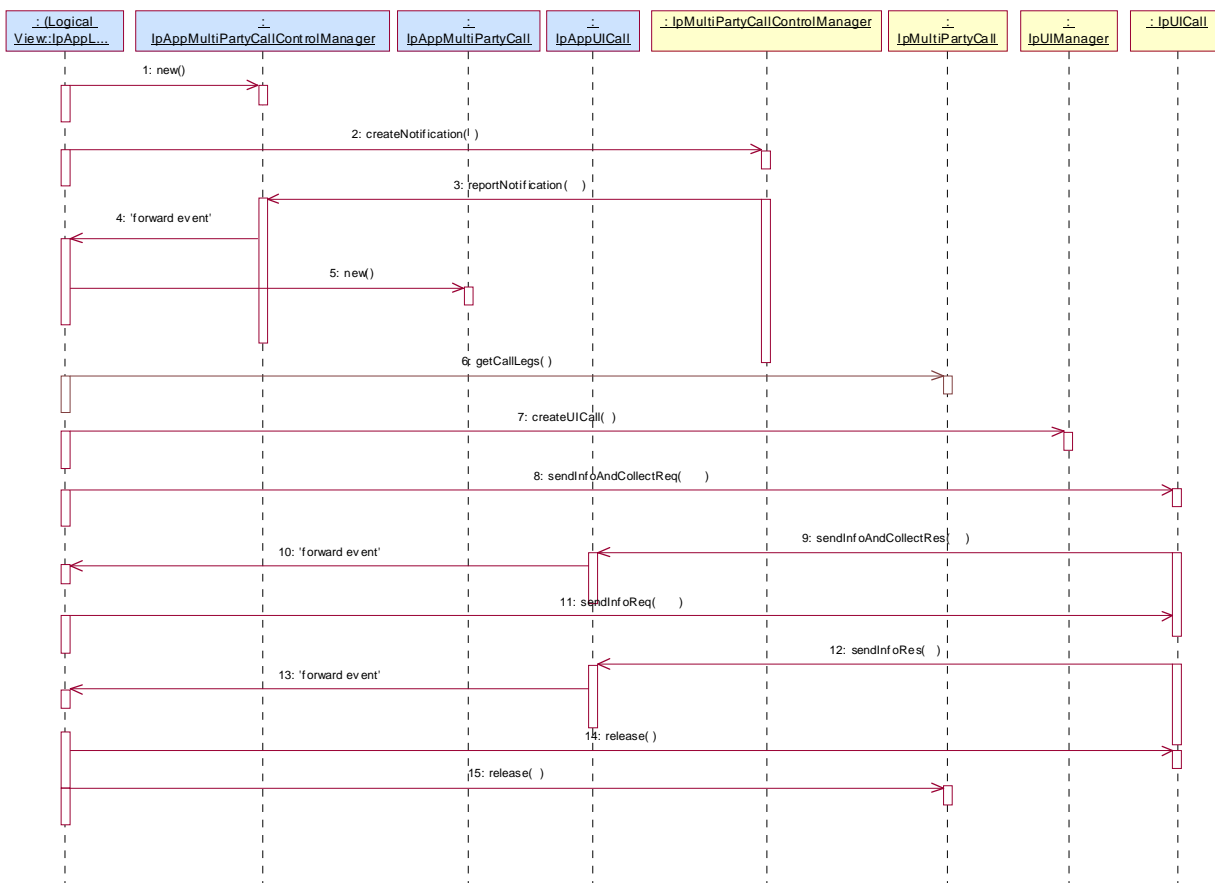 : (Logical
View::IpAppL...
:
IpAppMultiPartyCallControlManager
:
IpAppMultiPartyCall
:
IpAppUICall
: IpMultiPartyCallControlManager
:
IpMultiPartyCall
:
IpUIManager
: IpUICall
1: new()
2: createNotification( )
3: reportNotification( )
4: 'forward event'
5: new()
6: getCallLegs( )
7: createUICall( )
8: sendInfoAndCollectReq( )
9: sendInfoAndCollectRes( )
10: 'forward event'
11: sendInfoReq( )
12: sendInfoRes( )
13: 'forward event'
14: release( )
15: release( )